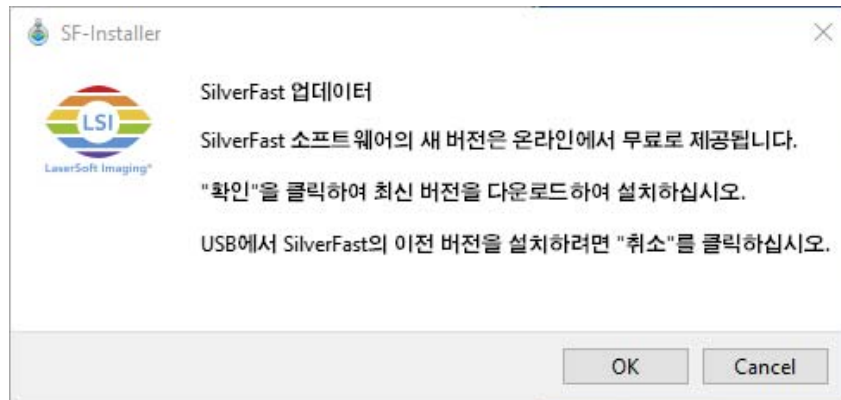 SF-Installer
LSI
LaserSoft Imaging®
SilverFast 업데이터
SilverFast 소프트웨어의 새 버전은 온라인에서 무료로 제공됩니다.
"확인"을 클릭하여 최신 버전을 다운로드하여 설치하십시오.
USB에서 SilverFast의 이전 버전을 설치하려면 "취소"를 클릭하십시오.
OK
Cancel